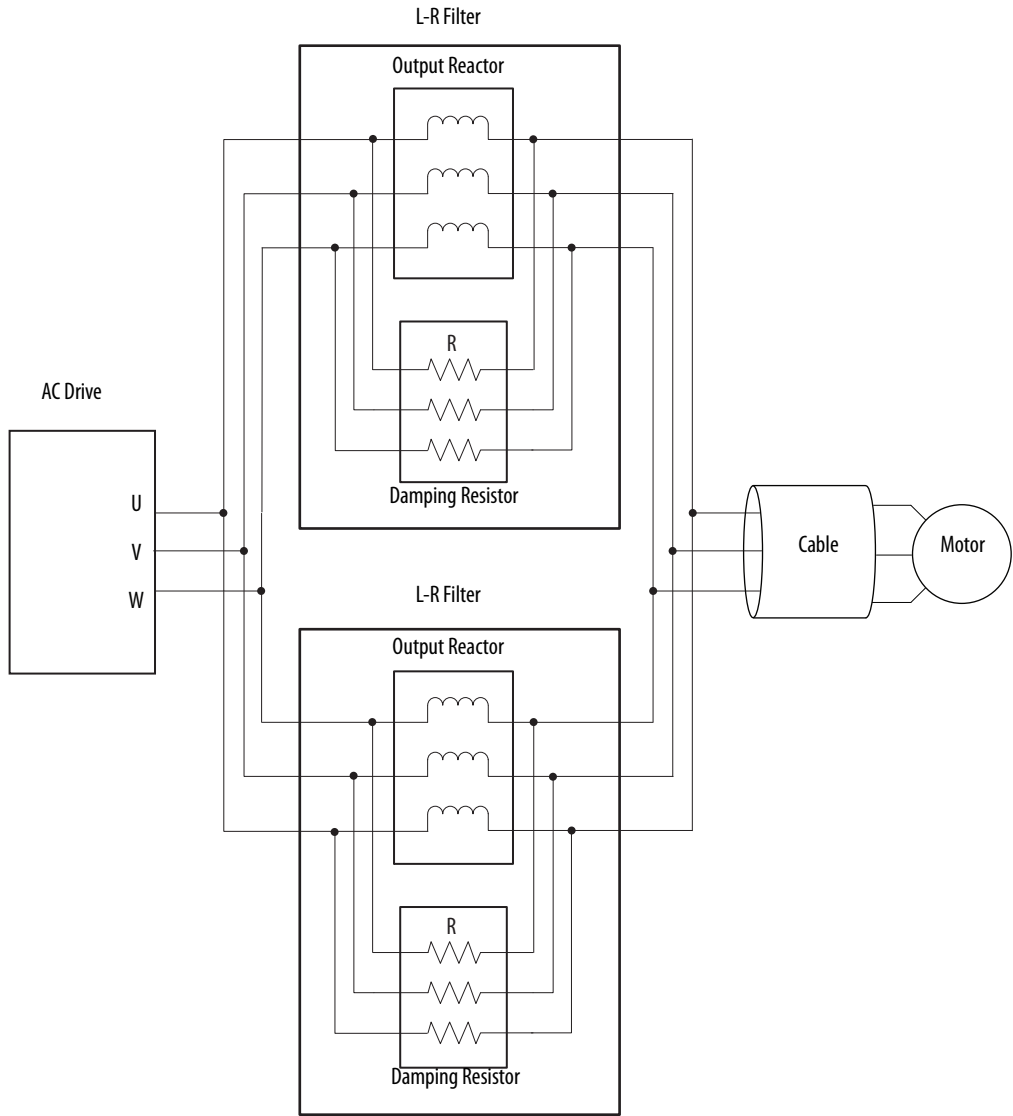 L-R Filter
Output Reactor
R
Damping Resistor
AC Drive
U
V
W
Cable
Motor
L-R Filter
Output Reactor
R
Damping Resistor